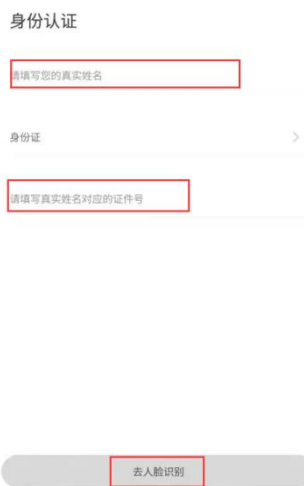 身份认证
请填写您的真实姓名
身份证
请填写真实姓名对应的证件号
去人脸识别